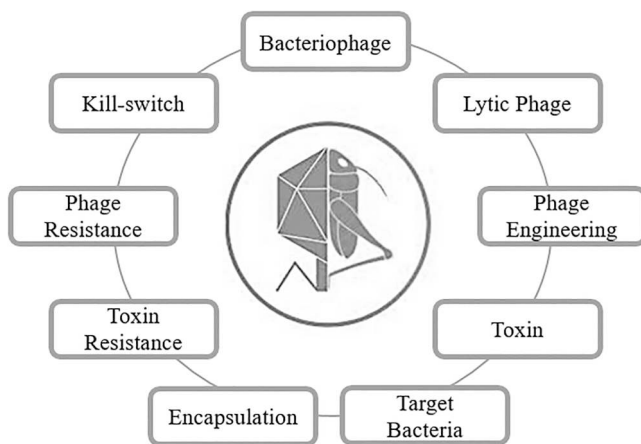 Bacteriophage
Lytic Phage
Phage
Engineering
Toxin
Target
Bacteria
Encapsulation
Toxin
Resistance
Phage
Resistance
Kill-switch